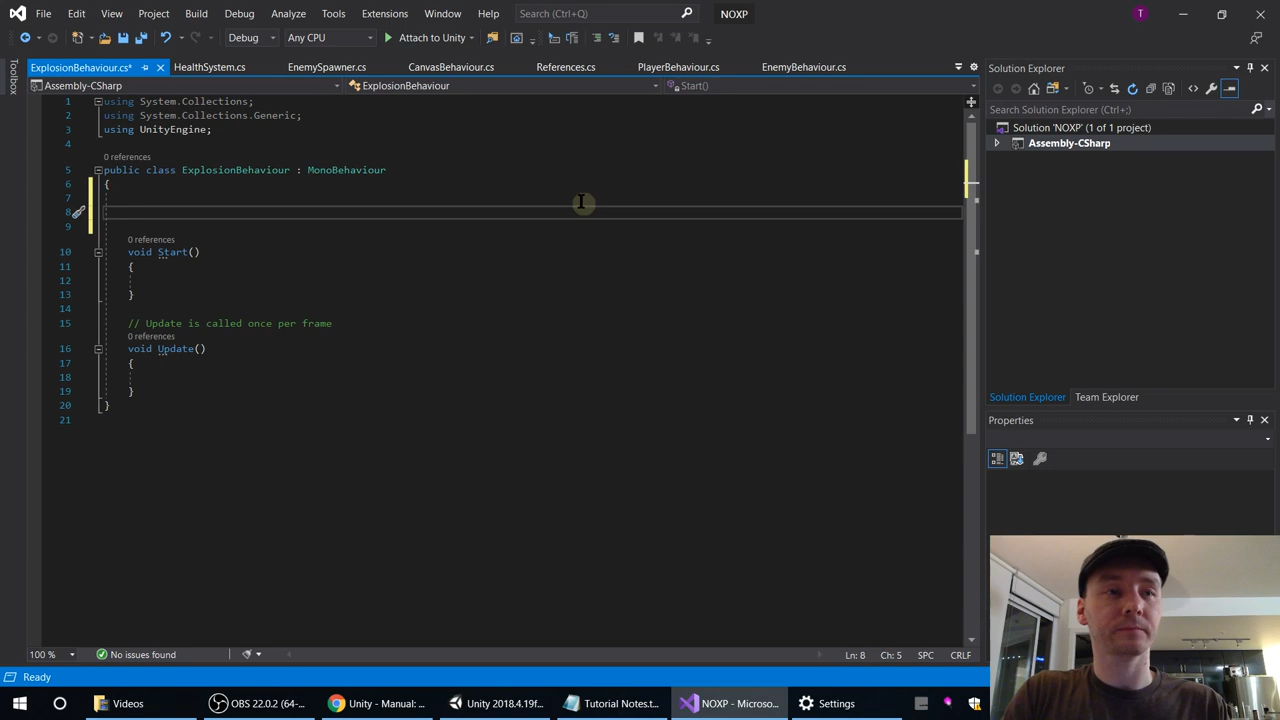 File Edit View Project Build Debug Analyze Tools Extensions Window Help Search (Ctrl+Q) NOXP T
Debug Any CPU Attach to Unity
Toolbox
ExplosionBehaviour.cs* HealthSystem.cs EnemySpawner.cs CanvasBehaviour.cs References.cs PlayerBehaviour.cs EnemyBehaviour.cs
Assembly-CSharp ExplosionBehaviour Start()
1 using System.Collections;
2 using System.Collections.Generic;
3 using UnityEngine;
4
0 references
5 public class ExplosionBehaviour : MonoBehaviour
6 {
7
8
9
0 references
10 void Start()
11 {
12
13 }
14
15 // Update is called once per frame
0 references
16 void Update()
17 {
18
19 }
20 }
21
100 % No issues found Ln: 8 Ch: 5 SPC CRLF
Solution Explorer
Search Solution Explorer (Ctrl+;)
Solution 'NOXP' (1 of 1 project)
Assembly-CSharp
Solution Explorer Team Explorer
Properties
Ready
Videos OBS 22.0.2 (64-... Unity - Manual: ... Unity 2018.4.19f... Tutorial Notes.t... NOXP - Microso... Settings